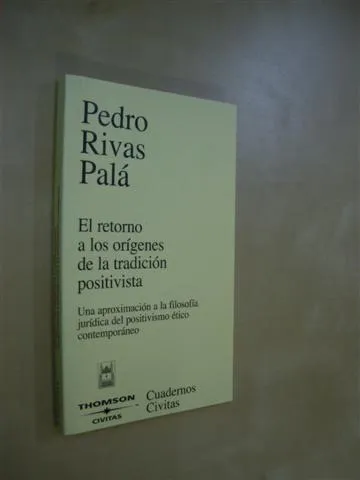 Pedro
Rivas
Palá
El retorno
a los orígenes
de la tradición
positivista
Una aproximación a la filosofía
jurídica del positivismo ético
contemporáneo
THOMSON
CIVITAS
Cuadernos
Civitas